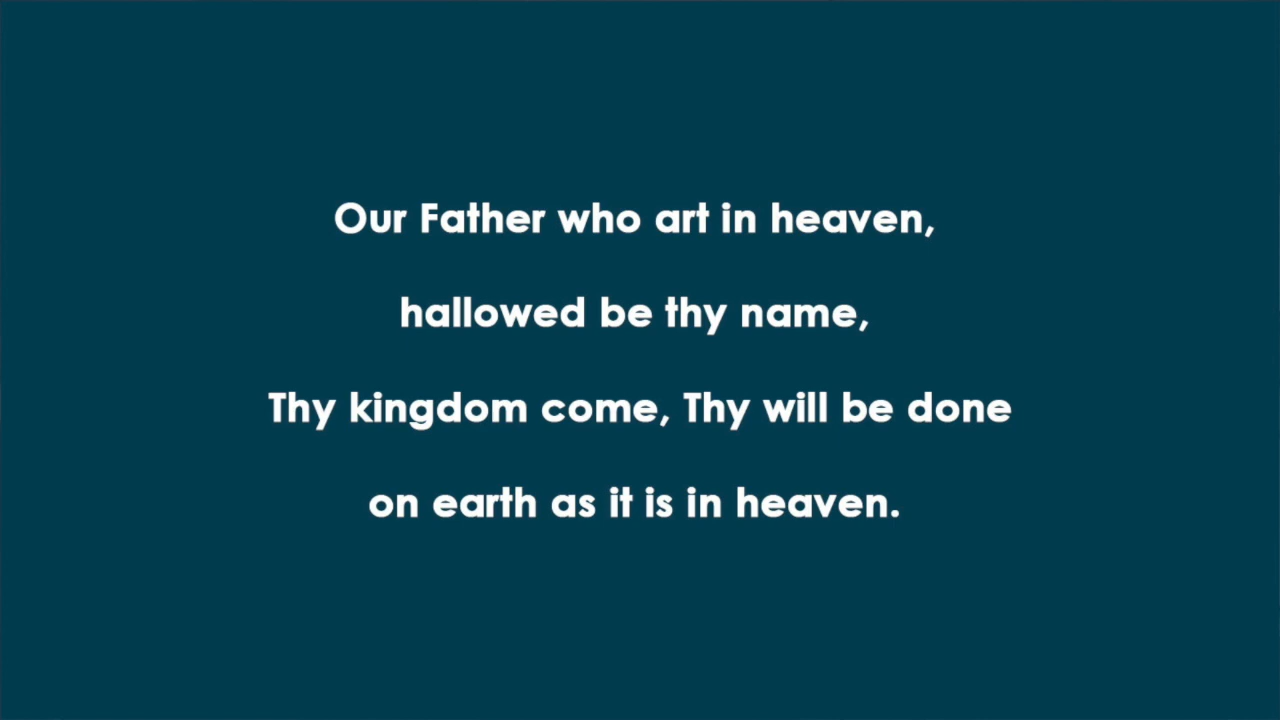 Our Father who art in heaven,
hallowed be thy name,
Thy kingdom come, Thy will be done
on earth as it is in heaven.